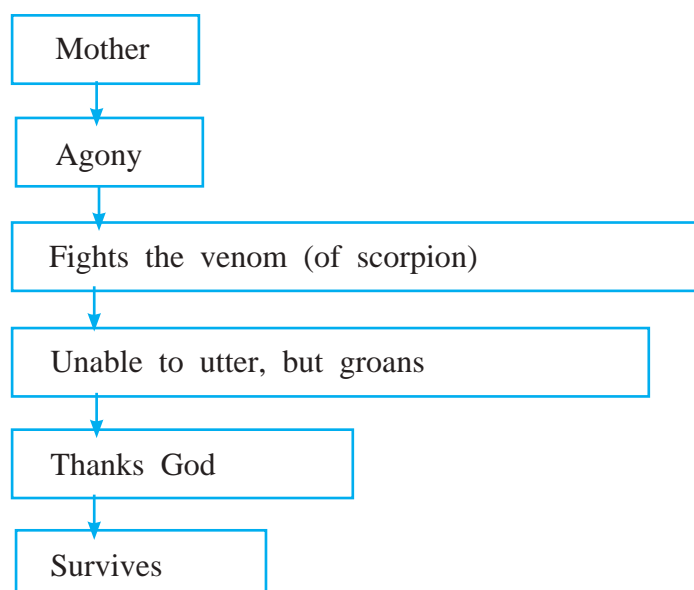 Mother
Agony
Fights the venom (of scorpion)
Unable to utter, but groans
Thanks God
Survives